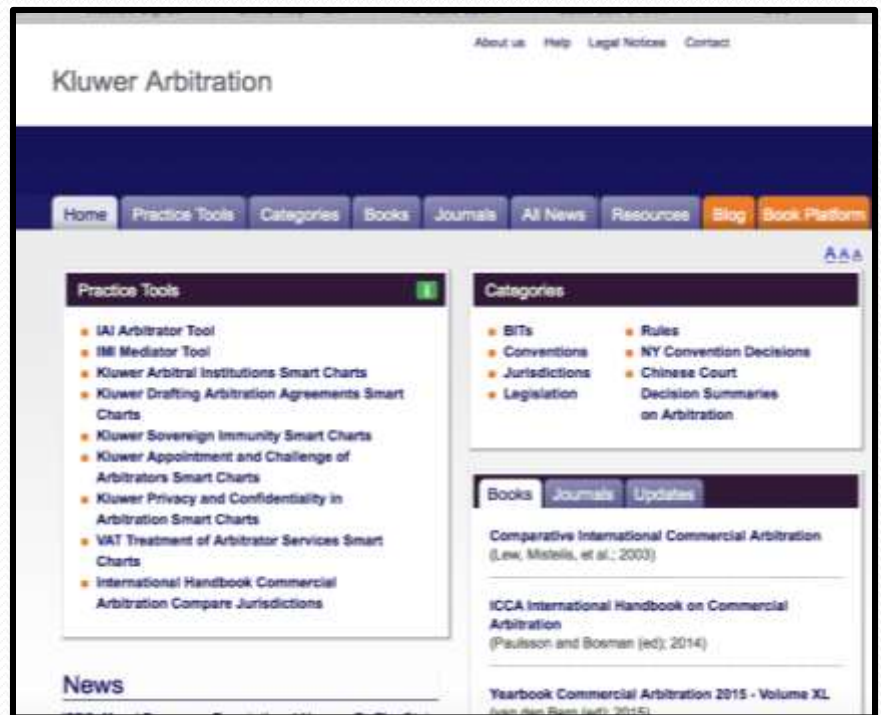 About us Help Legal Notices Contact
Kluwer Arbitration
Home Practice Tools Categories Books Journals All News Resources Blog Book Platform
A A A
Practice Tools
IAI Arbitrator Tool
IMI Mediator Tool
Kluwer Arbitral Institutions Smart Charts
Kluwer Drafting Arbitration Agreements Smart
Charts
Kluwer Sovereign Immunity Smart Charts
Kluwer Appointment and Challenge of
Arbitrators Smart Charts
Kluwer Privacy and Confidentiality in
Arbitration Smart Charts
VAT Treatment of Arbitrator Services Smart
Charts
International Handbook Commercial
Arbitration Compare Jurisdictions
News
Categories
BITs
Conventions
Jurisdictions
Legislation
Rules
NY Convention Decisions
Chinese Court
Decision Summaries
on Arbitration
Books Journals Updates
Comparative International Commercial Arbitration
(Lew, Mistelis, et al.; 2003)
ICCA International Handbook on Commercial
Arbitration
(Paulsson and Bosman (ed); 2014)
Yearbook Commercial Arbitration 2015 - Volume XL
(van den Berg (ed); 2015)